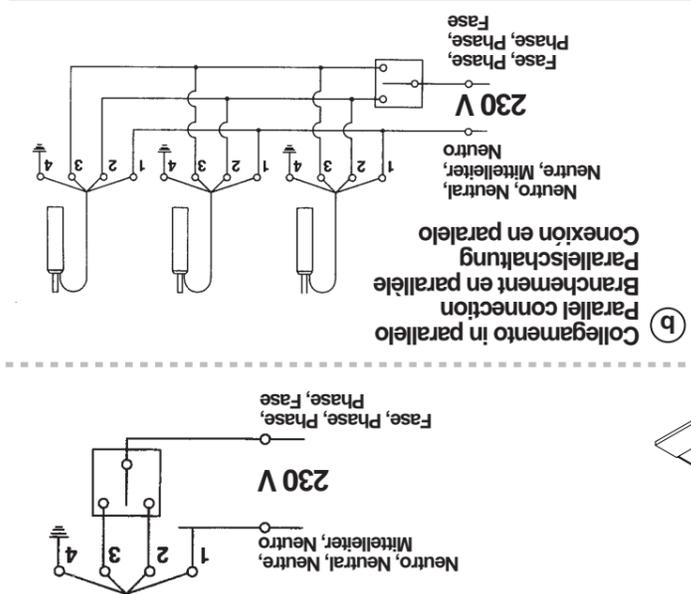 Neutro, Neutral, Neutre,
Mittelleiter, Neutro
1 2 3 4
230 V
Fase, Phase, Phase,
Phase, Fase
b
Collegamento in parallelo
Parallel connection
Branchement en parallèle
Parallelschaltung
Conexión en paralelo
Neutro, Neutral,
Neutre, Mittelleiter,
Neutro
1 2 3 4 1 2 3 4 1 2 3 4
230 V
Fase, Phase,
Phase, Phase,
Fase